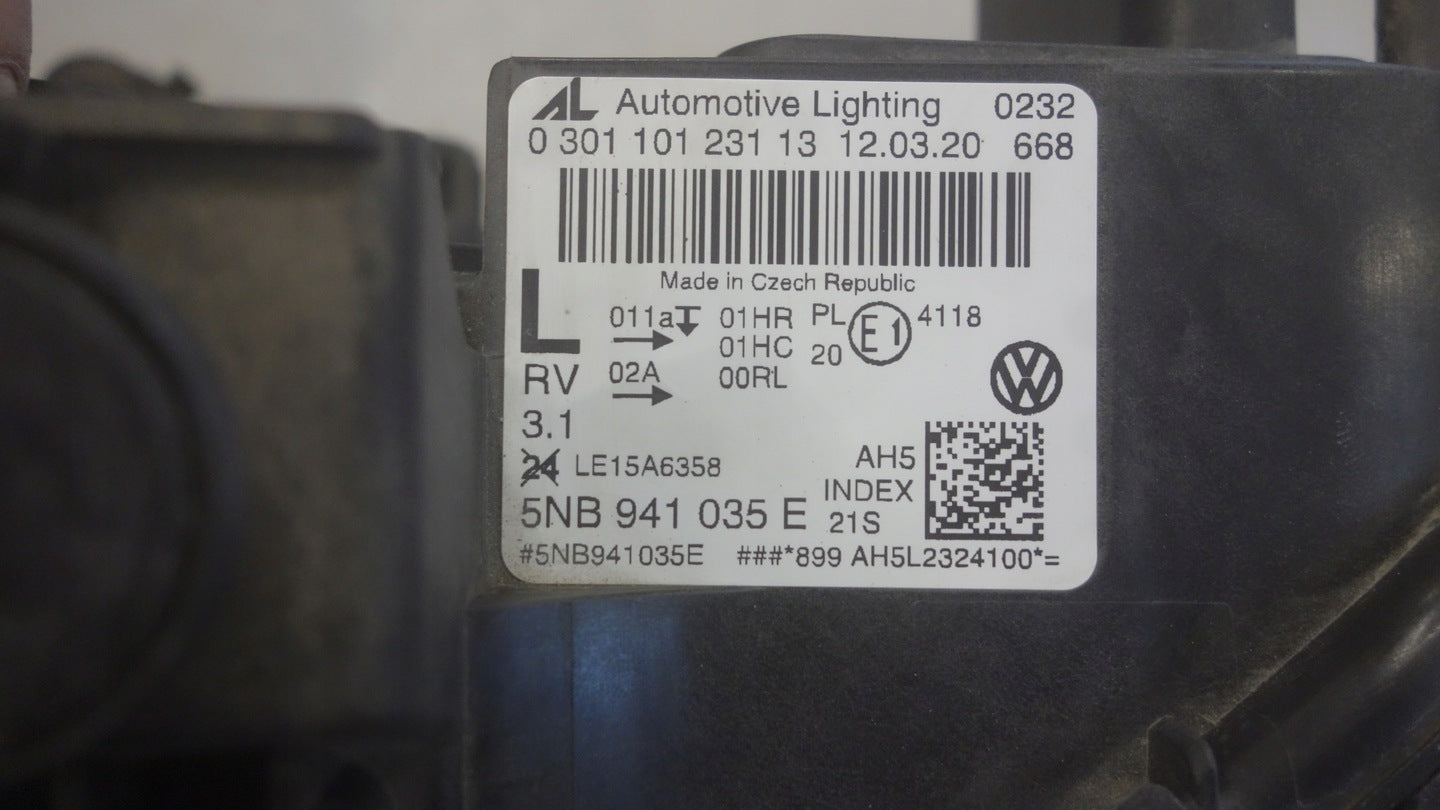 AL Automotive Lighting 0232
0 301 101 231 13 12.03.20 668
Made in Czech Republic
L 011a 01HR PL E1 4118
01HC 20
RV 02A 00RL
3.1
24 LE15A6358 AH5
INDEX
5NB 941 035 E 21S
#5NB941035E ###*899 AH5L2324100*=